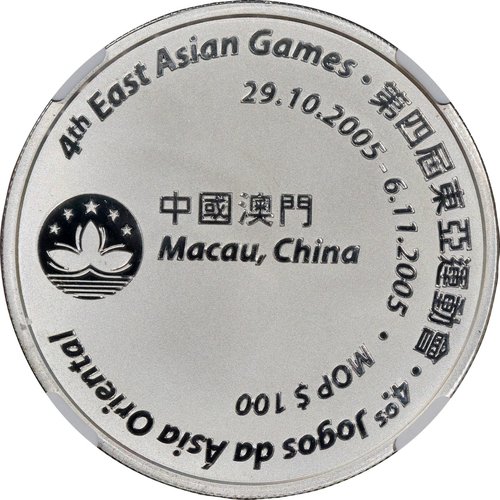 4th East Asian Games • 第四屆東亞運動會 • 4.ºs Jogos da Ásia Oriental
29.10.2005 - 6.11.2005 • MOP $ 100
中國澳門
Macau, China